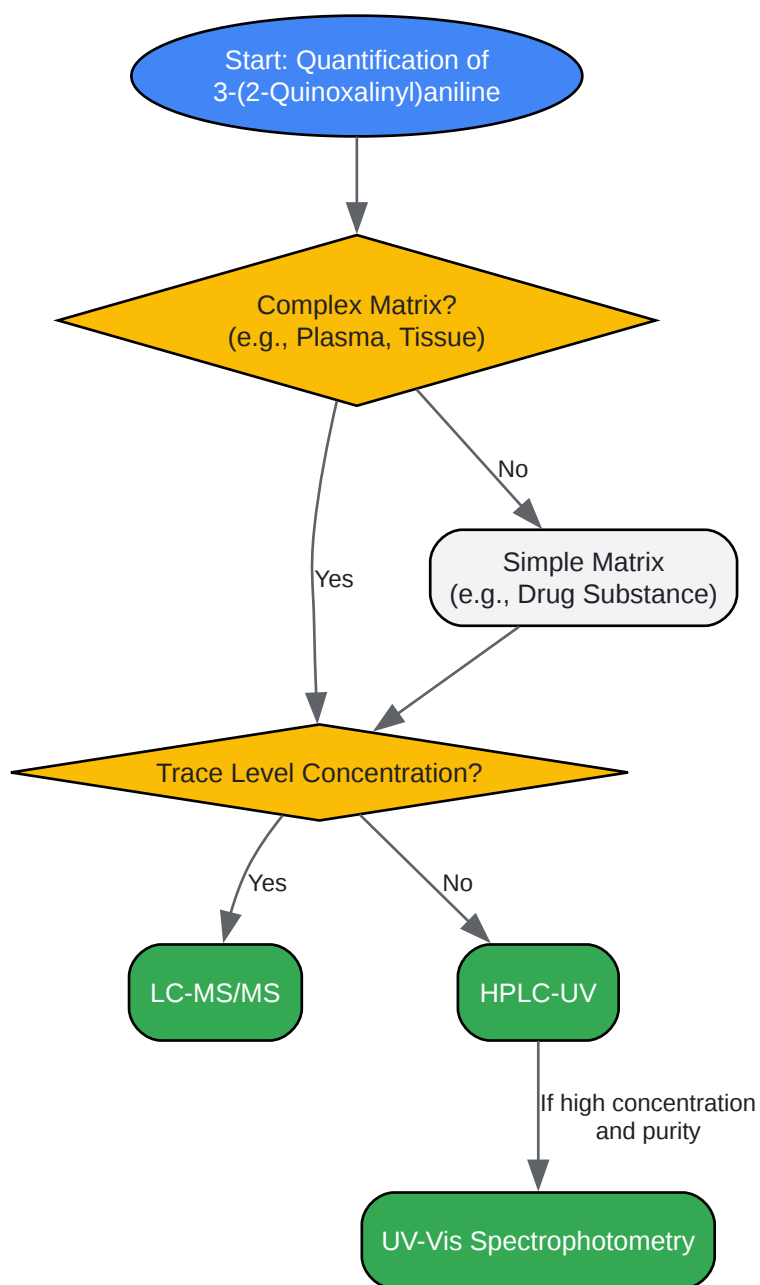 Start: Quantification of
3-(2-Quinoxalinyl)aniline
Complex Matrix?
(e.g., Plasma, Tissue)
No
Simple Matrix
(e.g., Drug Substance)
Yes
Trace Level Concentration?
Yes
No
LC-MS/MS
HPLC-UV
If high concentration
and purity
UV-Vis Spectrophotometry